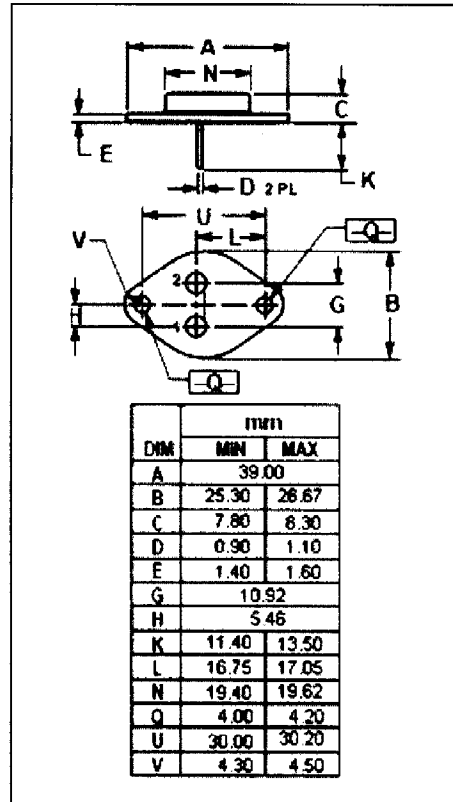 A
N
C
E
D 2 PL
K
U
V
L
Q
2
H
G
B
1
Q
mm
DIM MIN MAX
A 39.00
B 25.30 26.67
C 7.80 8.30
D 0.90 1.10
E 1.40 1.60
G 10.92
H 5.46
K 11.40 13.50
L 16.75 17.05
N 19.40 19.62
Q 4.00 4.20
U 30.00 30.20
V 4.30 4.50